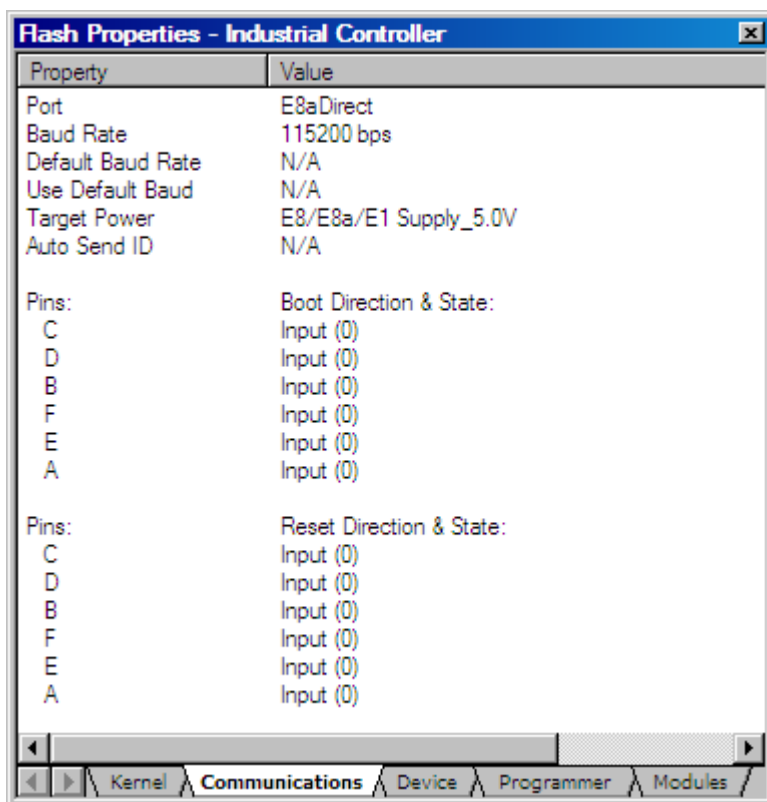 Flash Properties - Industrial Controller
Property Value
Port E8aDirect
Baud Rate 115200 bps
Default Baud Rate N/A
Use Default Baud N/A
Target Power E8/E8a/E1 Supply_5.0V
Auto Send ID N/A
Pins: Boot Direction & State:
C Input (0)
D Input (0)
B Input (0)
F Input (0)
E Input (0)
A Input (0)
Pins: Reset Direction & State:
C Input (0)
D Input (0)
B Input (0)
F Input (0)
E Input (0)
A Input (0)
Kernel Communications Device Programmer Modules